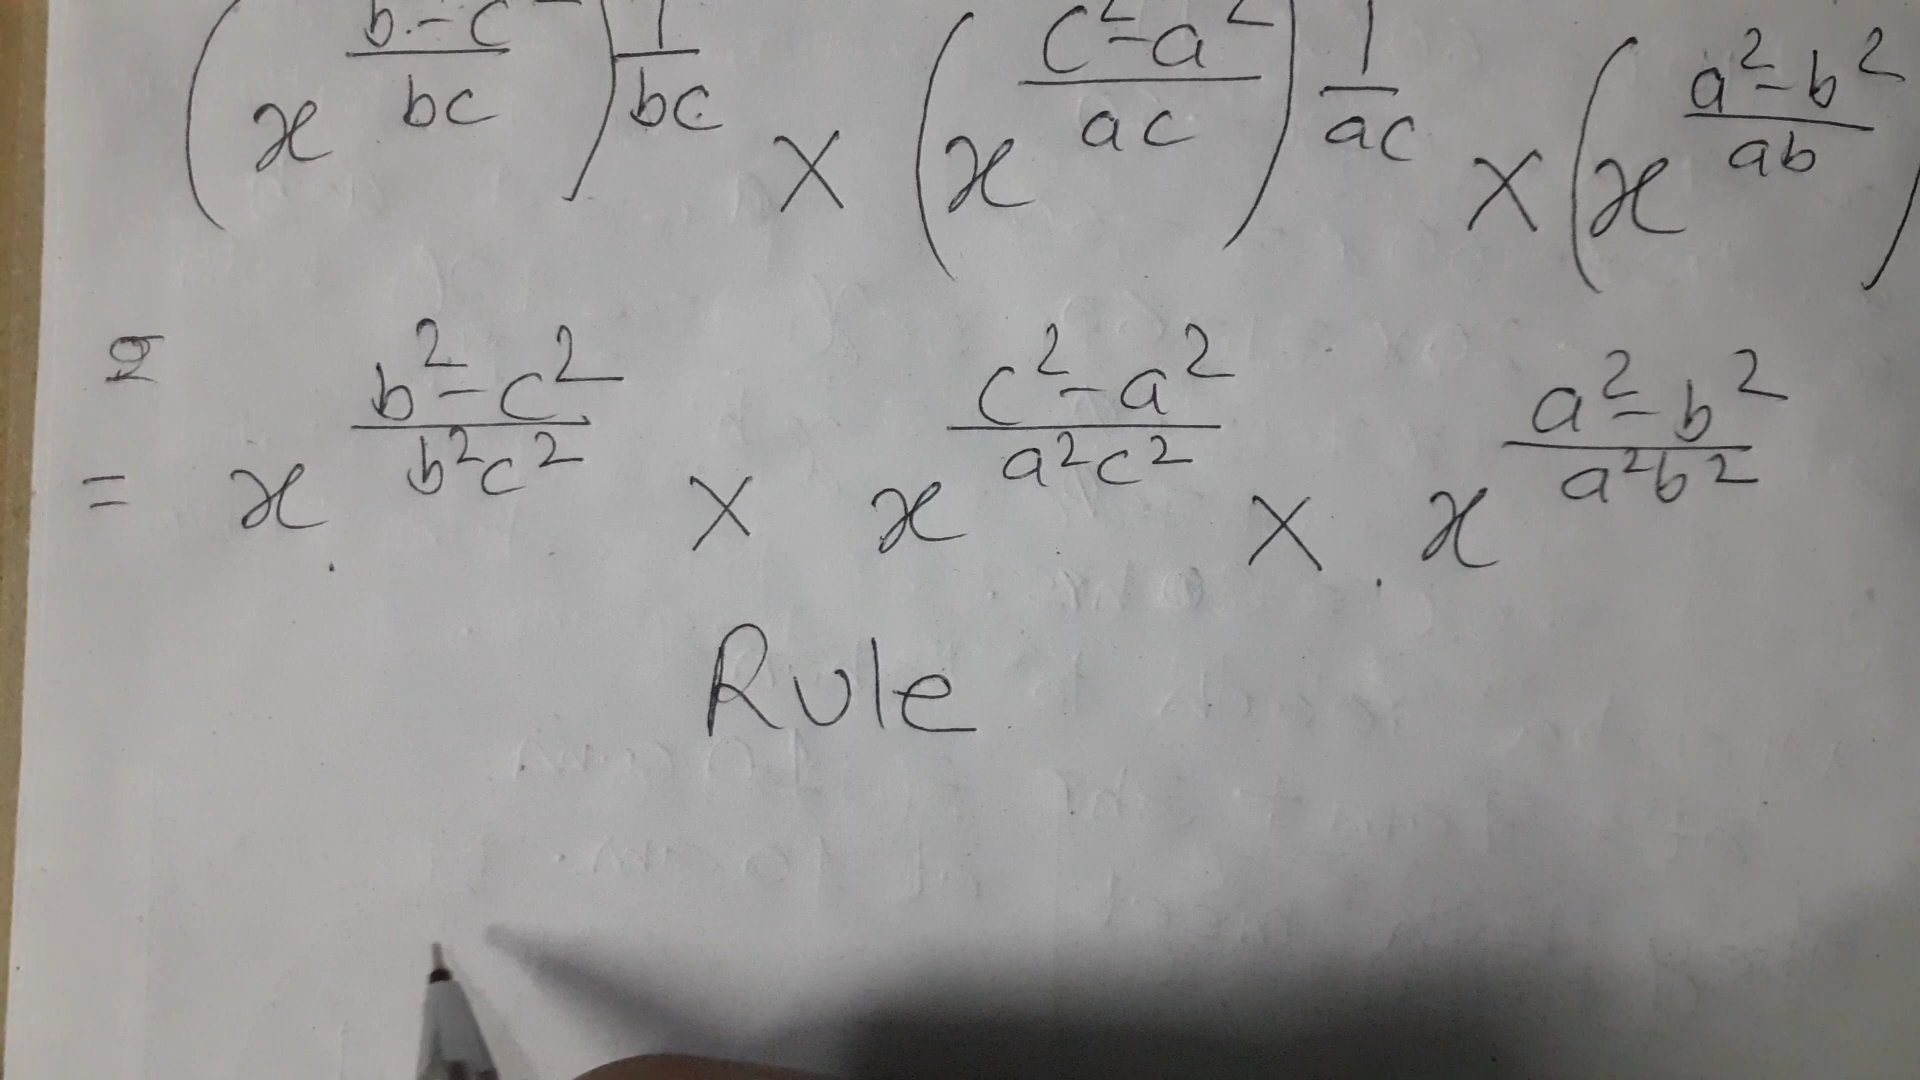 (x^((b-c)/bc))^(1/bc) × (x^((c²-a²)/ac))^(1/ac) × (x^((a²-b²)/ab))
= x^((b²-c²)/(b²c²)) × x^((c²-a²)/(a²c²)) × x^((a²-b²)/(a²b²))
Rule